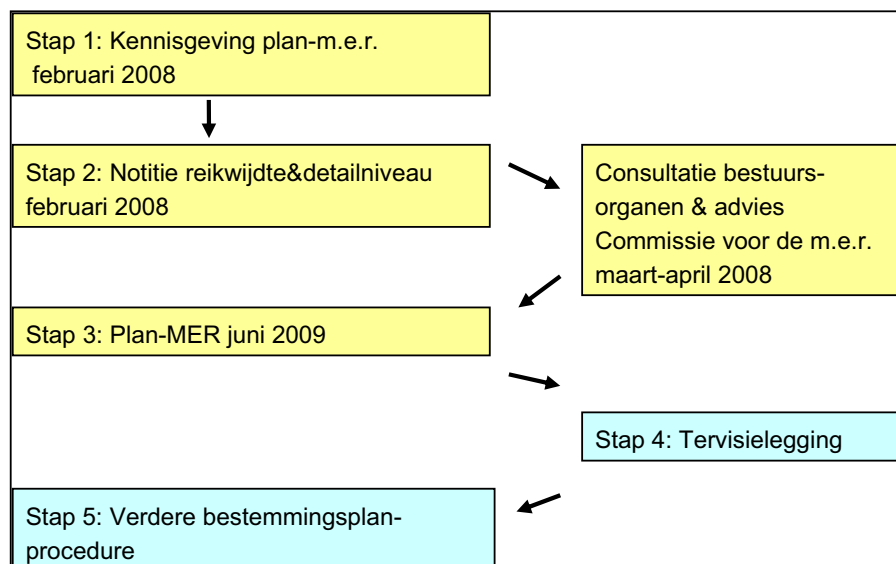 Stap 1: Kennisgeving plan-m.e.r.
februari 2008
Stap 2: Notitie reikwijdte&detailniveau
februari 2008
Consultatie bestuurs-
organen & advies
Commissie voor de m.e.r.
maart-april 2008
Stap 3: Plan-MER juni 2009
Stap 4: Tervisielegging
Stap 5: Verdere bestemmingsplan-
procedure